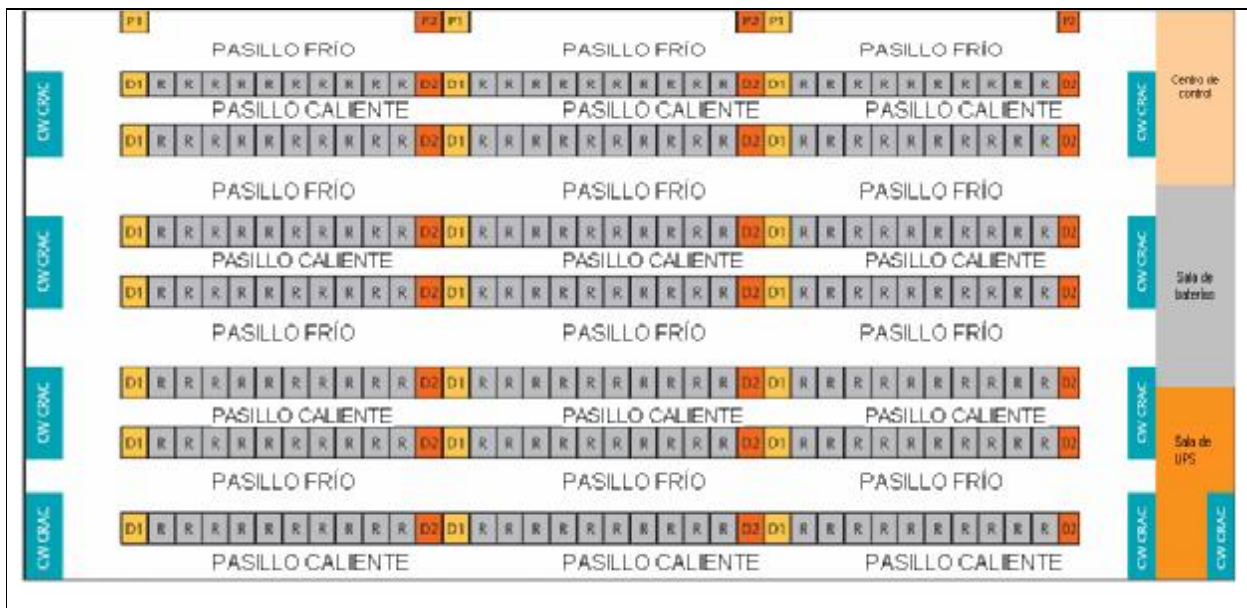 P1 P2 P1 P2 P1 P2
PASILLO FRÍO PASILLO FRÍO PASILLO FRÍO
D1 R R R R R R R R R R D2 D1 R R R R R R R R R R D2 D1 R R R R R R R R R R D2
PASILLO CALIENTE PASILLO CALIENTE PASILLO CALIENTE
D1 R R R R R R R R R R D2 D1 R R R R R R R R R R D2 D1 R R R R R R R R R R D2
PASILLO FRÍO PASILLO FRÍO PASILLO FRÍO
D1 R R R R R R R R R R D2 D1 R R R R R R R R R R D2 D1 R R R R R R R R R R D2
PASILLO CALIENTE PASILLO CALIENTE PASILLO CALIENTE
D1 R R R R R R R R R R D2 D1 R R R R R R R R R R D2 D1 R R R R R R R R R R D2
PASILLO FRÍO PASILLO FRÍO PASILLO FRÍO
D1 R R R R R R R R R R D2 D1 R R R R R R R R R R D2 D1 R R R R R R R R R R D2
PASILLO CALIENTE PASILLO CALIENTE PASILLO CALIENTE
D1 R R R R R R R R R R D2 D1 R R R R R R R R R R D2 D1 R R R R R R R R R R D2
PASILLO FRÍO PASILLO FRÍO PASILLO FRÍO
D1 R R R R R R R R R R D2 D1 R R R R R R R R R R D2 D1 R R R R R R R R R R D2
PASILLO CALIENTE PASILLO CALIENTE PASILLO CALIENTE
CW CRAC
CW CRAC
CW CRAC
CW CRAC
CW CRAC
CW CRAC
CW CRAC
CW CRAC
CW CRAC
Centro de
control
Sala de
baterías
Sala de
UPS